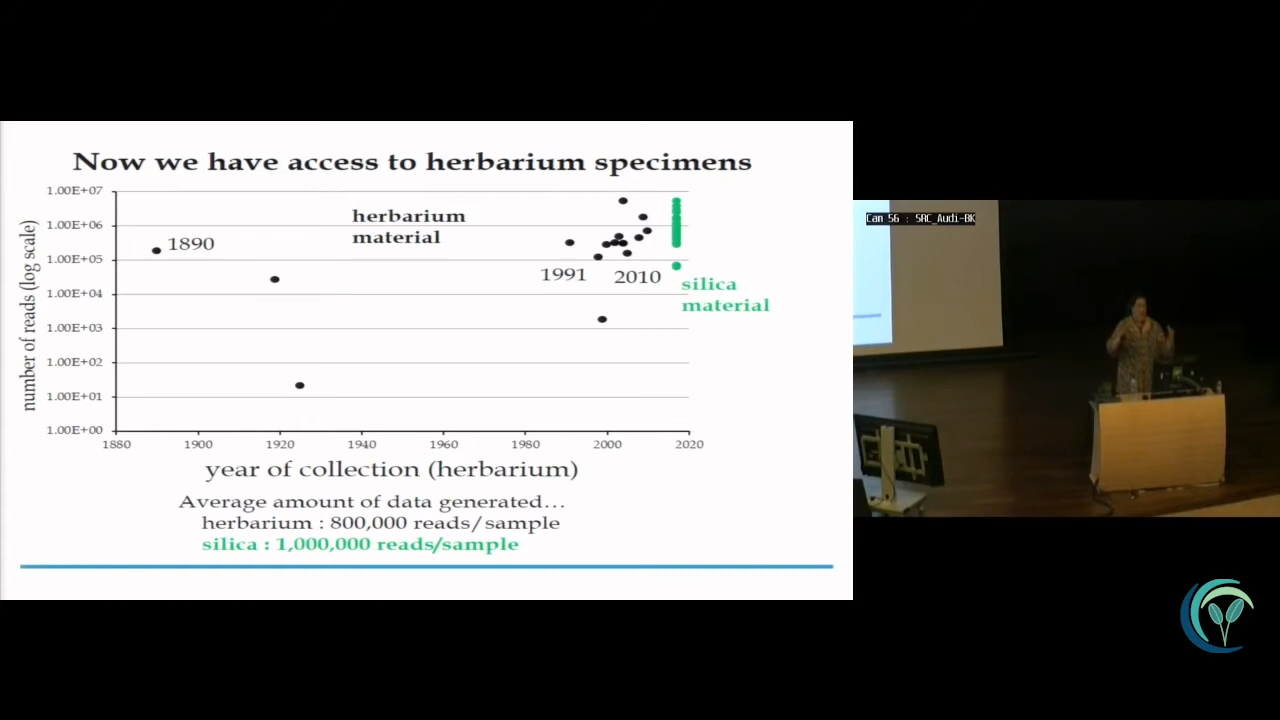 Now we have access to herbarium specimens
number of reads (log scale)
1.00E+07
1.00E+06
1.00E+05
1.00E+04
1.00E+03
1.00E+02
1.00E+01
1.00E+00
herbarium
material
1890
1991
2010
silica
material
1880
1900
1920
1940
1960
1980
2000
2020
year of collection (herbarium)
Average amount of data generated…
herbarium : 800,000 reads/sample
silica : 1,000,000 reads/sample
Cam 56 : SRC_Audi-BK